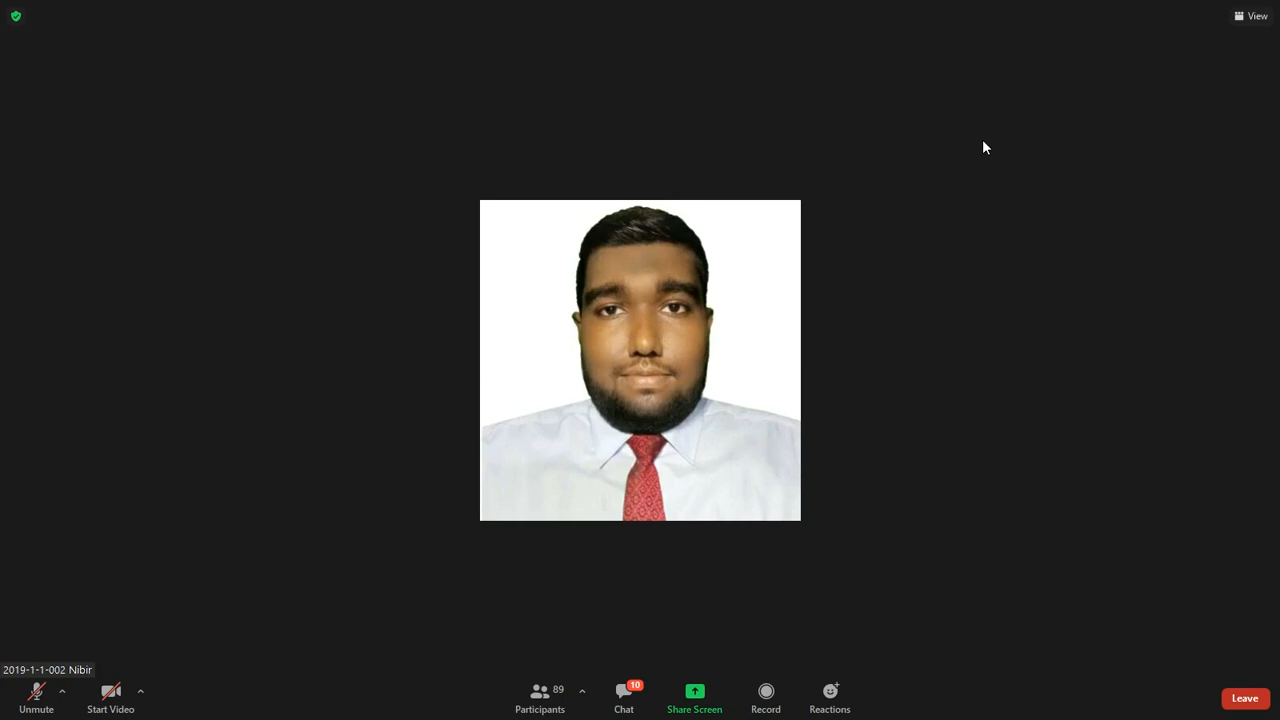 View
2019-1-1-002 Nibir
Unmute
Start Video
89
Participants
10
Chat
Share Screen
Record
Reactions
Leave